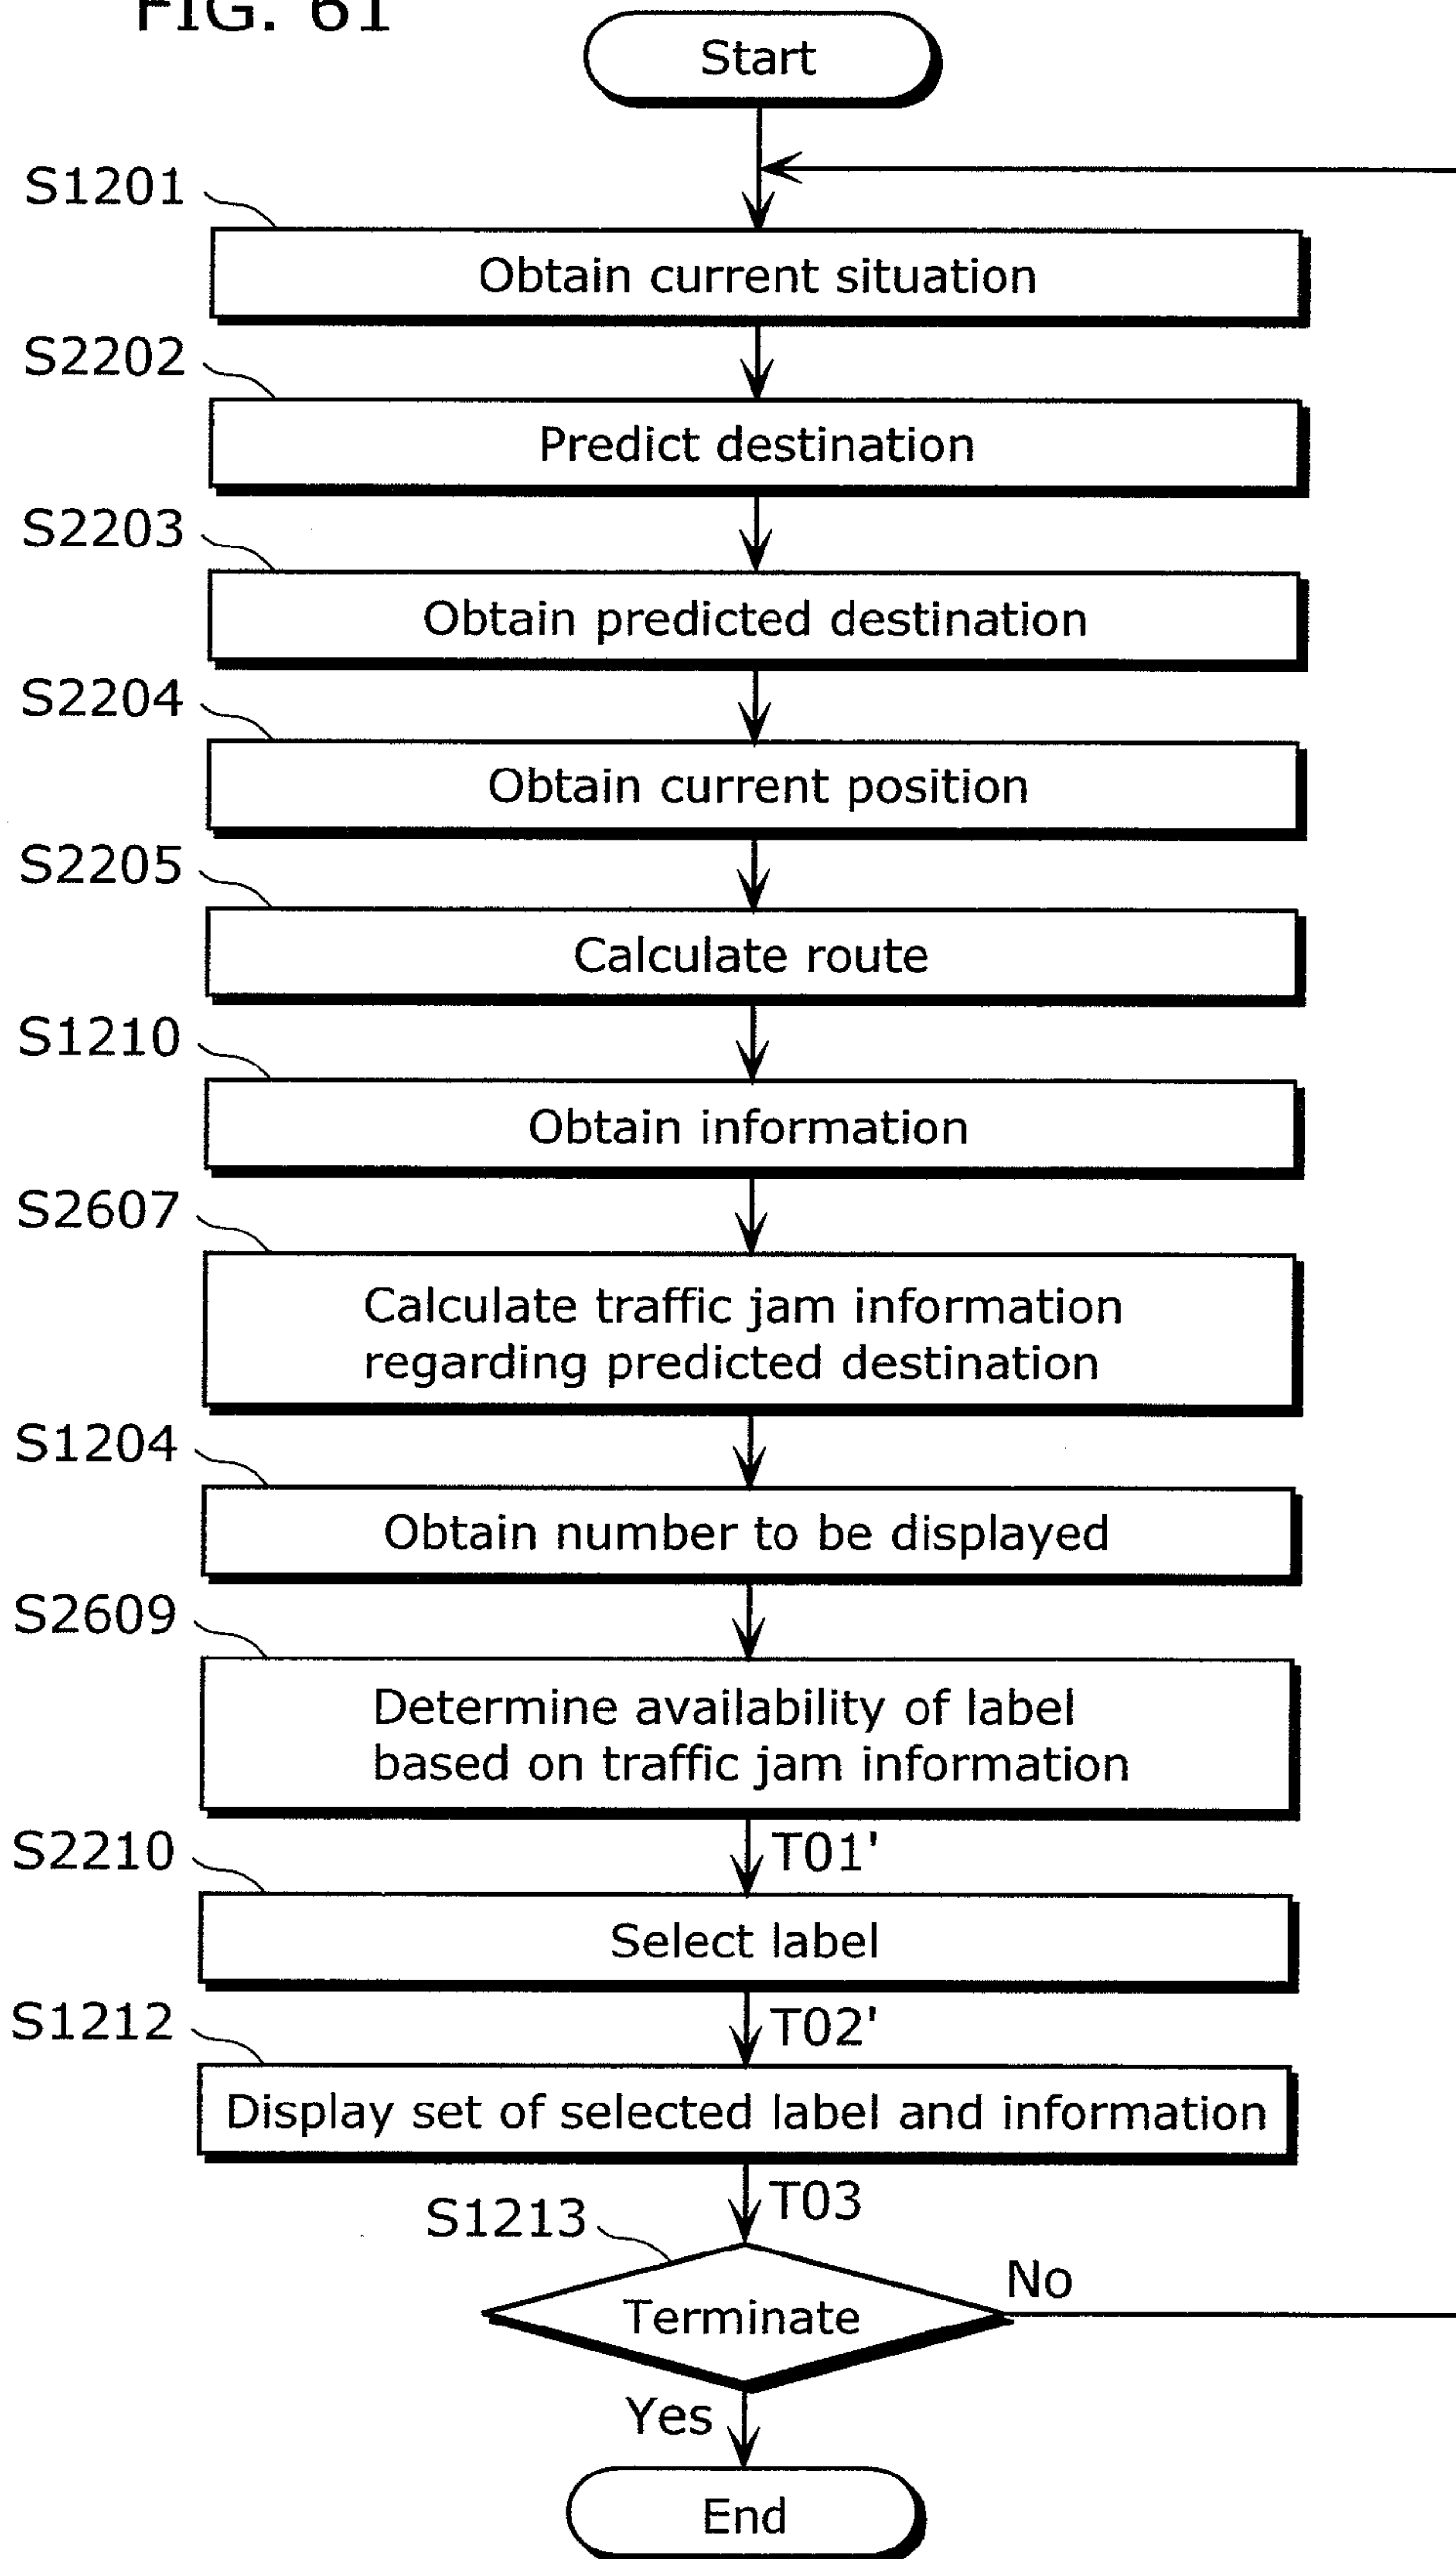 FIG. 61
Start
S1201
Obtain current situation
S2202
Predict destination
S2203
Obtain predicted destination
S2204
Obtain current position
S2205
Calculate route
S1210
Obtain information
S2607
Calculate traffic jam information
regarding predicted destination
S1204
Obtain number to be displayed
S2609
Determine availability of label
based on traffic jam information
T01'
S2210
Select label
T02'
S1212
Display set of selected label and information
T03
S1213
Terminate
No
Yes
End